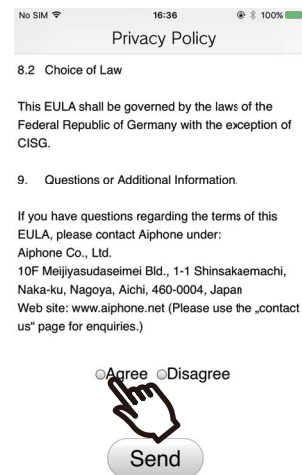 No SIM 16:36 100%
Privacy Policy
8.2 Choice of Law
This EULA shall be governed by the laws of the
Federal Republic of Germany with the exception of
CISG.
9. Questions or Additional Information.
If you have questions regarding the terms of this
EULA, please contact Aiphone under:
Aiphone Co., Ltd.
10F Meijiyasudaseimei Bld., 1-1 Shinsakaemachi,
Naka-ku, Nagoya, Aichi, 460-0004, Japan
Web site: www.aiphone.net (Please use the „contact
us" page for enquiries.)
Agree Disagree
Send